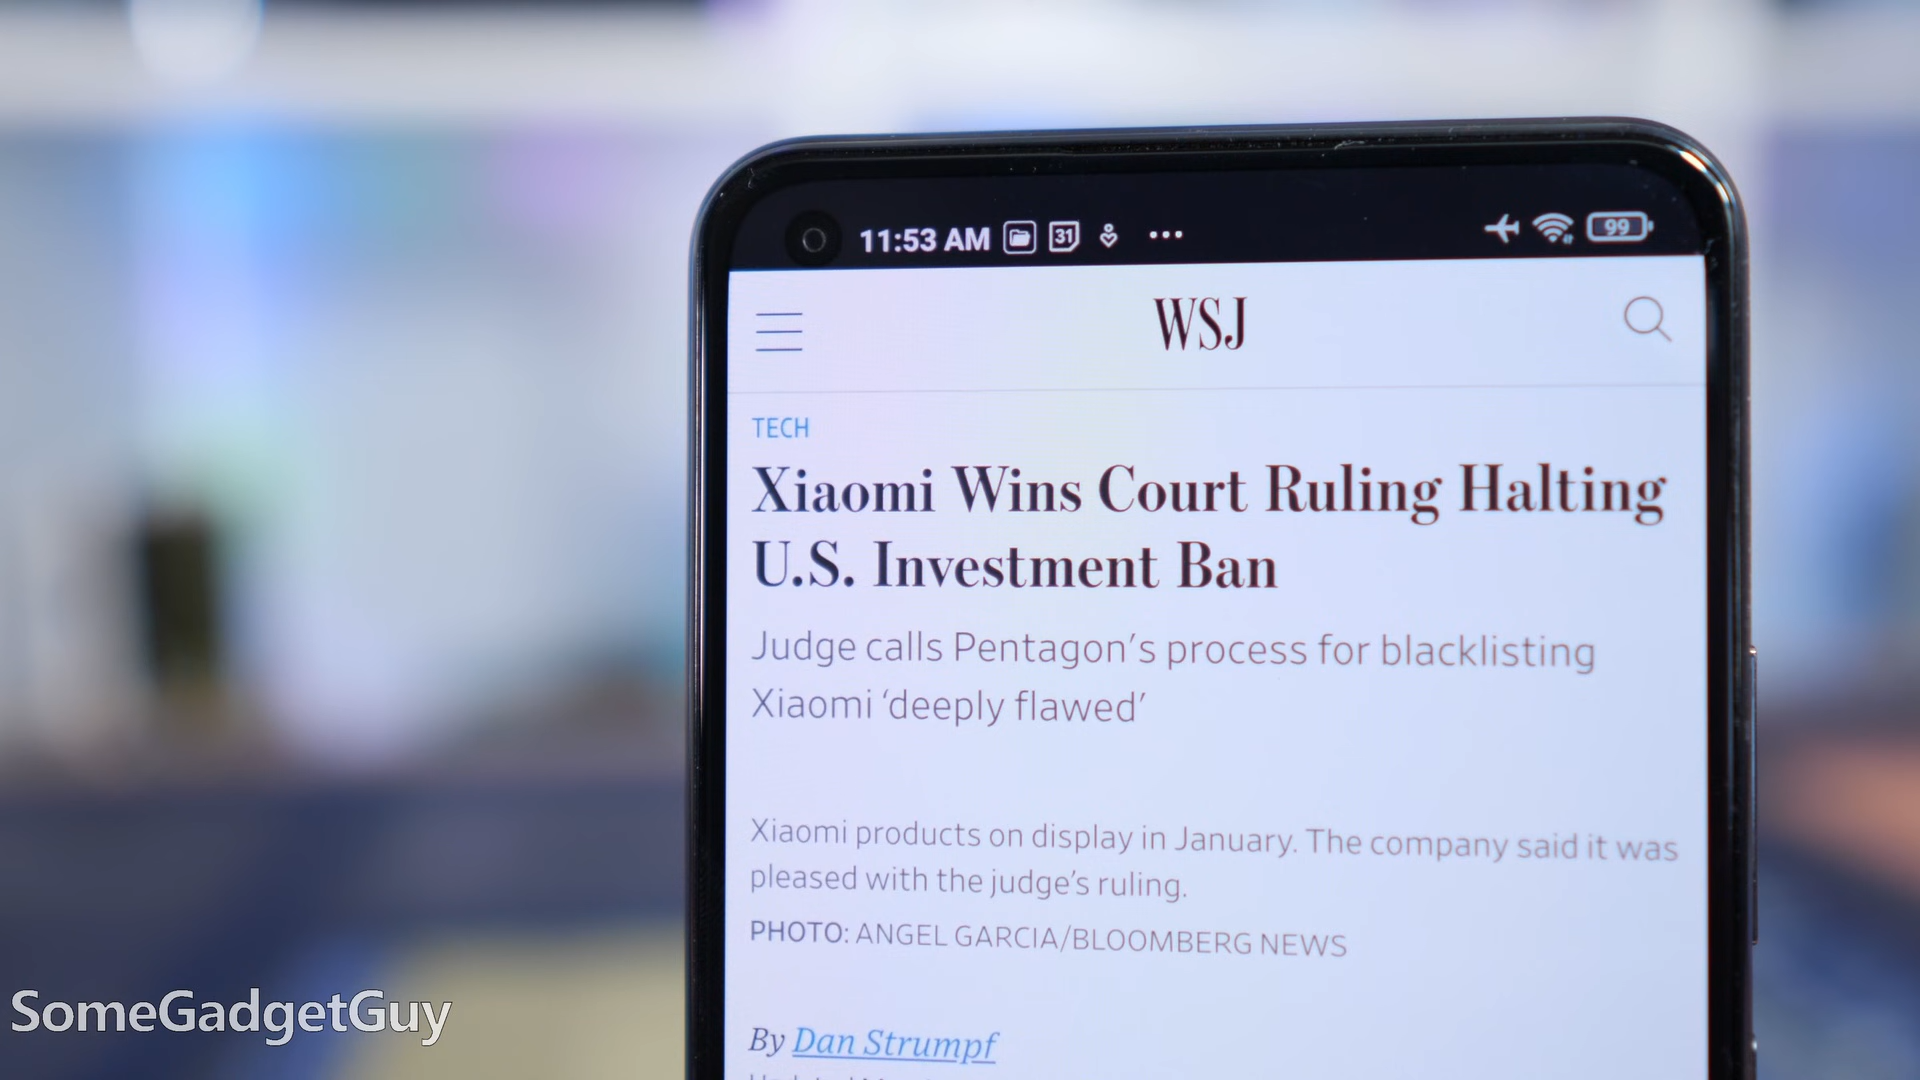 11:53 AM 31 99
WSJ
TECH
Xiaomi Wins Court Ruling Halting
U.S. Investment Ban
Judge calls Pentagon's process for blacklisting
Xiaomi ‘deeply flawed’
Xiaomi products on display in January. The company said it was
pleased with the judge's ruling.
PHOTO: ANGEL GARCIA/BLOOMBERG NEWS
By Dan Strumpf
SomeGadgetGuy